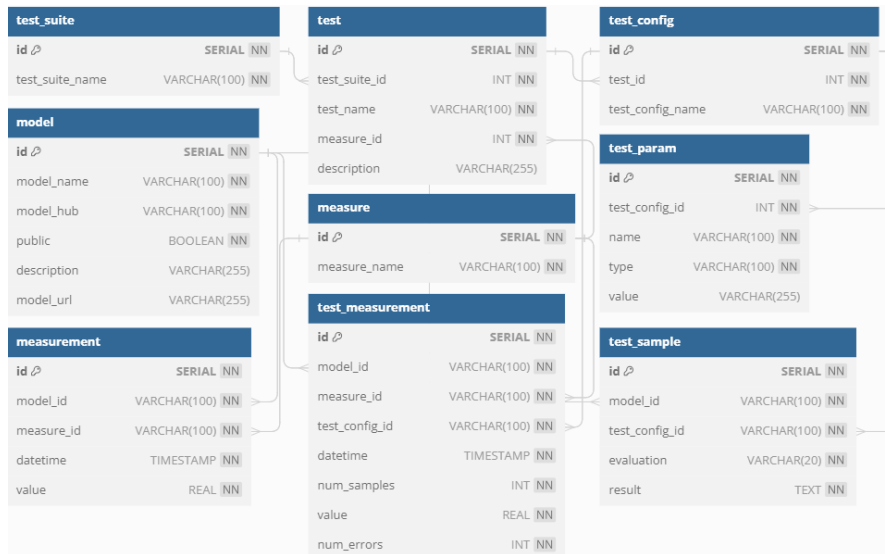 test_suite
id SERIAL NN
test_suite_name VARCHAR(100) NN
model
id SERIAL NN
model_name VARCHAR(100) NN
model_hub VARCHAR(100) NN
public BOOLEAN NN
description VARCHAR(255)
model_url VARCHAR(255)
measurement
id SERIAL NN
model_id VARCHAR(100) NN
measure_id VARCHAR(100) NN
datetime TIMESTAMP NN
value REAL NN
test
id SERIAL NN
test_suite_id INT NN
test_name VARCHAR(100) NN
measure_id INT NN
description VARCHAR(255)
measure
id SERIAL NN
measure_name VARCHAR(100) NN
test_measurement
id SERIAL NN
model_id VARCHAR(100) NN
measure_id VARCHAR(100) NN
test_config_id VARCHAR(100) NN
datetime TIMESTAMP NN
num_samples INT NN
value REAL NN
num_errors INT NN
test_config
id SERIAL NN
test_id INT NN
test_config_name VARCHAR(100) NN
test_param
id SERIAL NN
test_config_id INT NN
name VARCHAR(100) NN
type VARCHAR(100) NN
value VARCHAR(255)
test_sample
id SERIAL NN
model_id VARCHAR(100) NN
test_config_id VARCHAR(100) NN
evaluation VARCHAR(20) NN
result TEXT NN